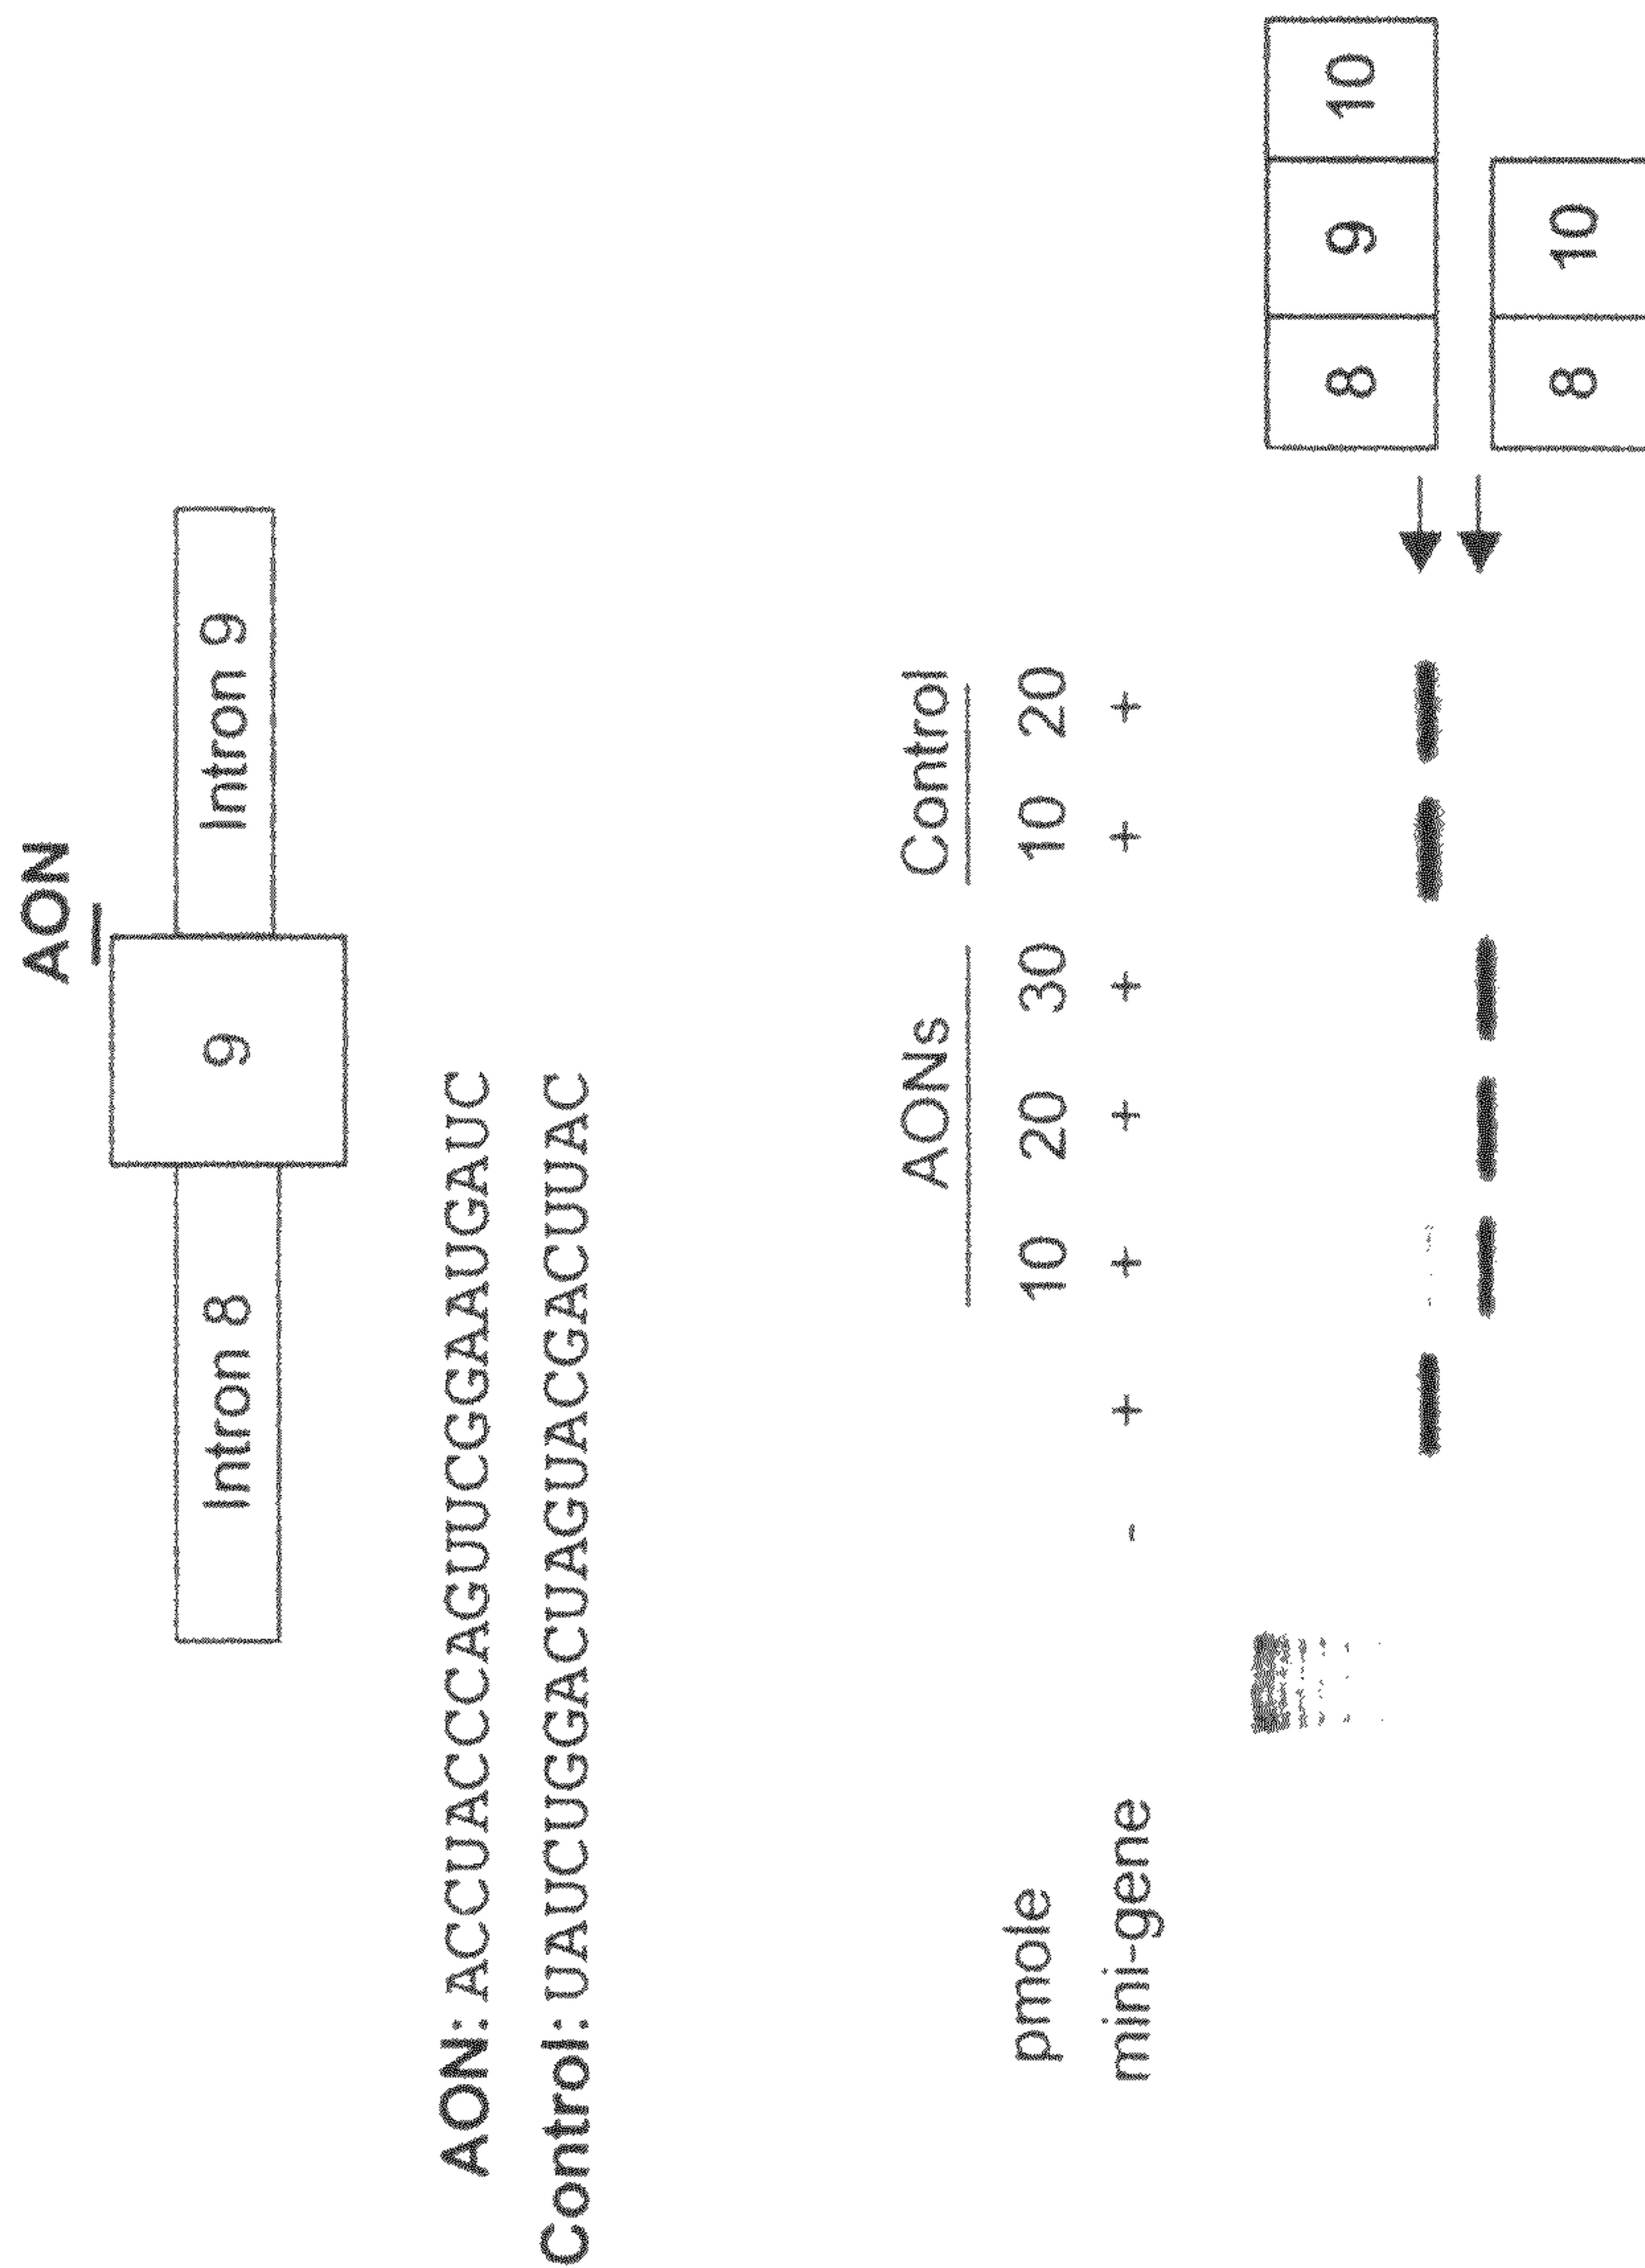 AON
Intron 8 9 Intron 9
AON: ACCUACCCAGUUCGGAAUGAUC
Control: UAUCUGGACUAGUACGACUUAC
AONs Control
pmole 10 20 30 10 20
mini-gene - + + + + + +
8 9 10
8 10